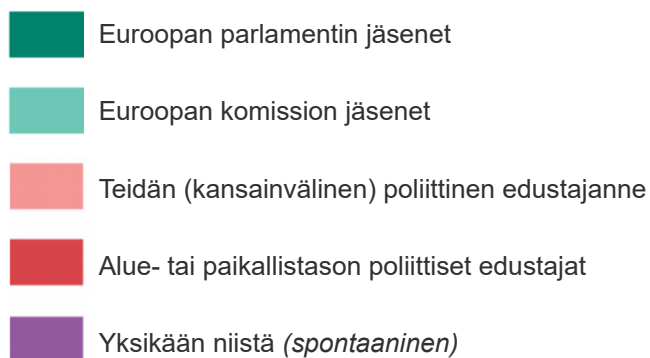 Euroopan parlamentin jäsenet
Euroopan komission jäsenet
Teidän (kansainvälinen) poliittinen edustajanne
Alue- tai paikallistason poliittiset edustajat
Yksikään niistä (spontaaninen)